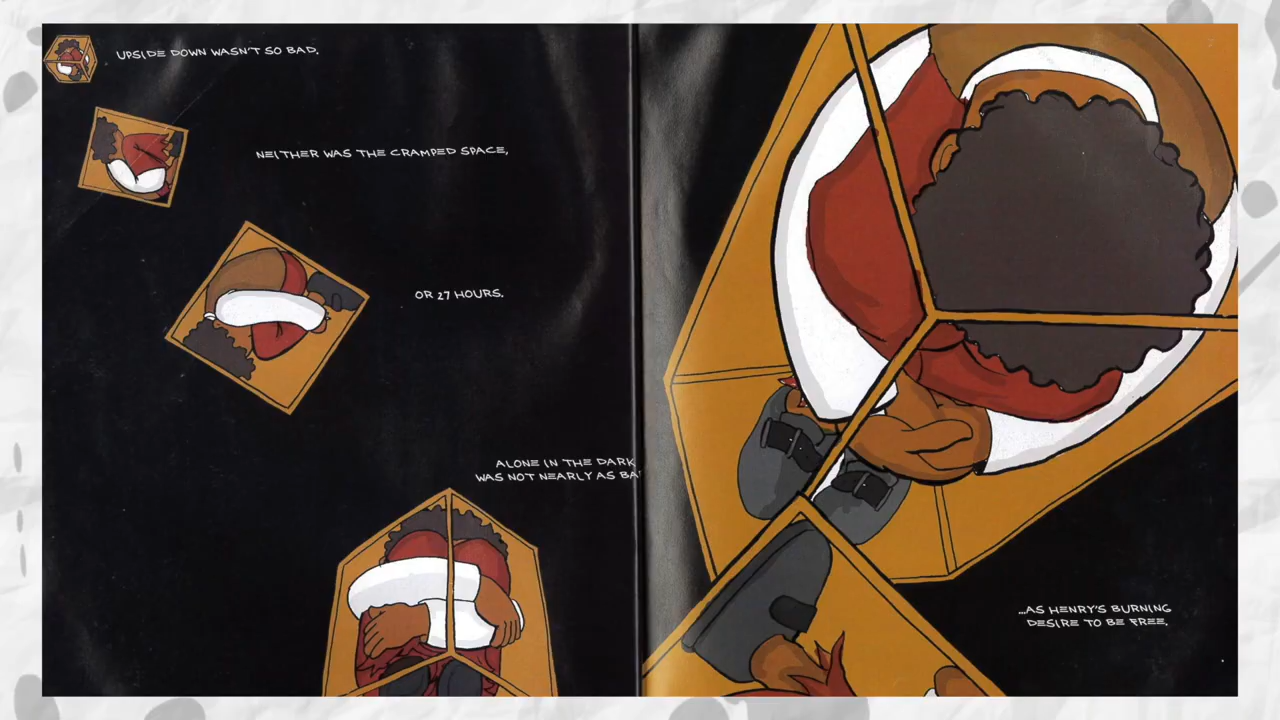 UPSIDE DOWN WASN'T SO BAD.
NEITHER WAS THE CRAMPED SPACE,
OR 27 HOURS.
ALONE IN THE DARK
WAS NOT NEARLY AS
...AS HENRY'S BURNING
DESIRE TO BE FREE.